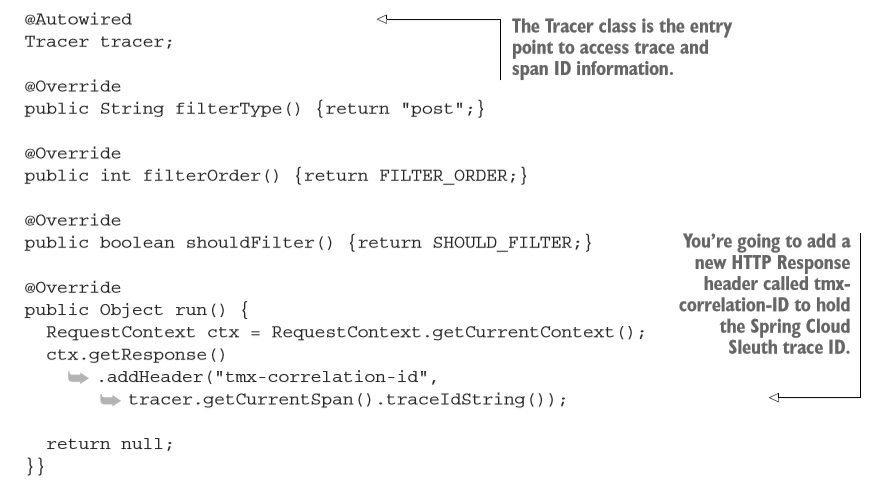 @Autowired
Tracer tracer;
The Tracer class is the entry
point to access trace and
span ID information.
@Override
public String filterType() {return "post";}
@Override
public int filterOrder() {return FILTER_ORDER;}
@Override
public boolean shouldFilter() {return SHOULD_FILTER;}
@Override
public Object run() {
RequestContext ctx = RequestContext.getCurrentContext();
ctx.getResponse()
.addHeader("tmx-correlation-id",
tracer.getCurrentSpan().traceIdString());
You're going to add a
new HTTP Response
header called tmx-
correlation-ID to hold
the Spring Cloud
Sleuth trace ID.
return null;
}}